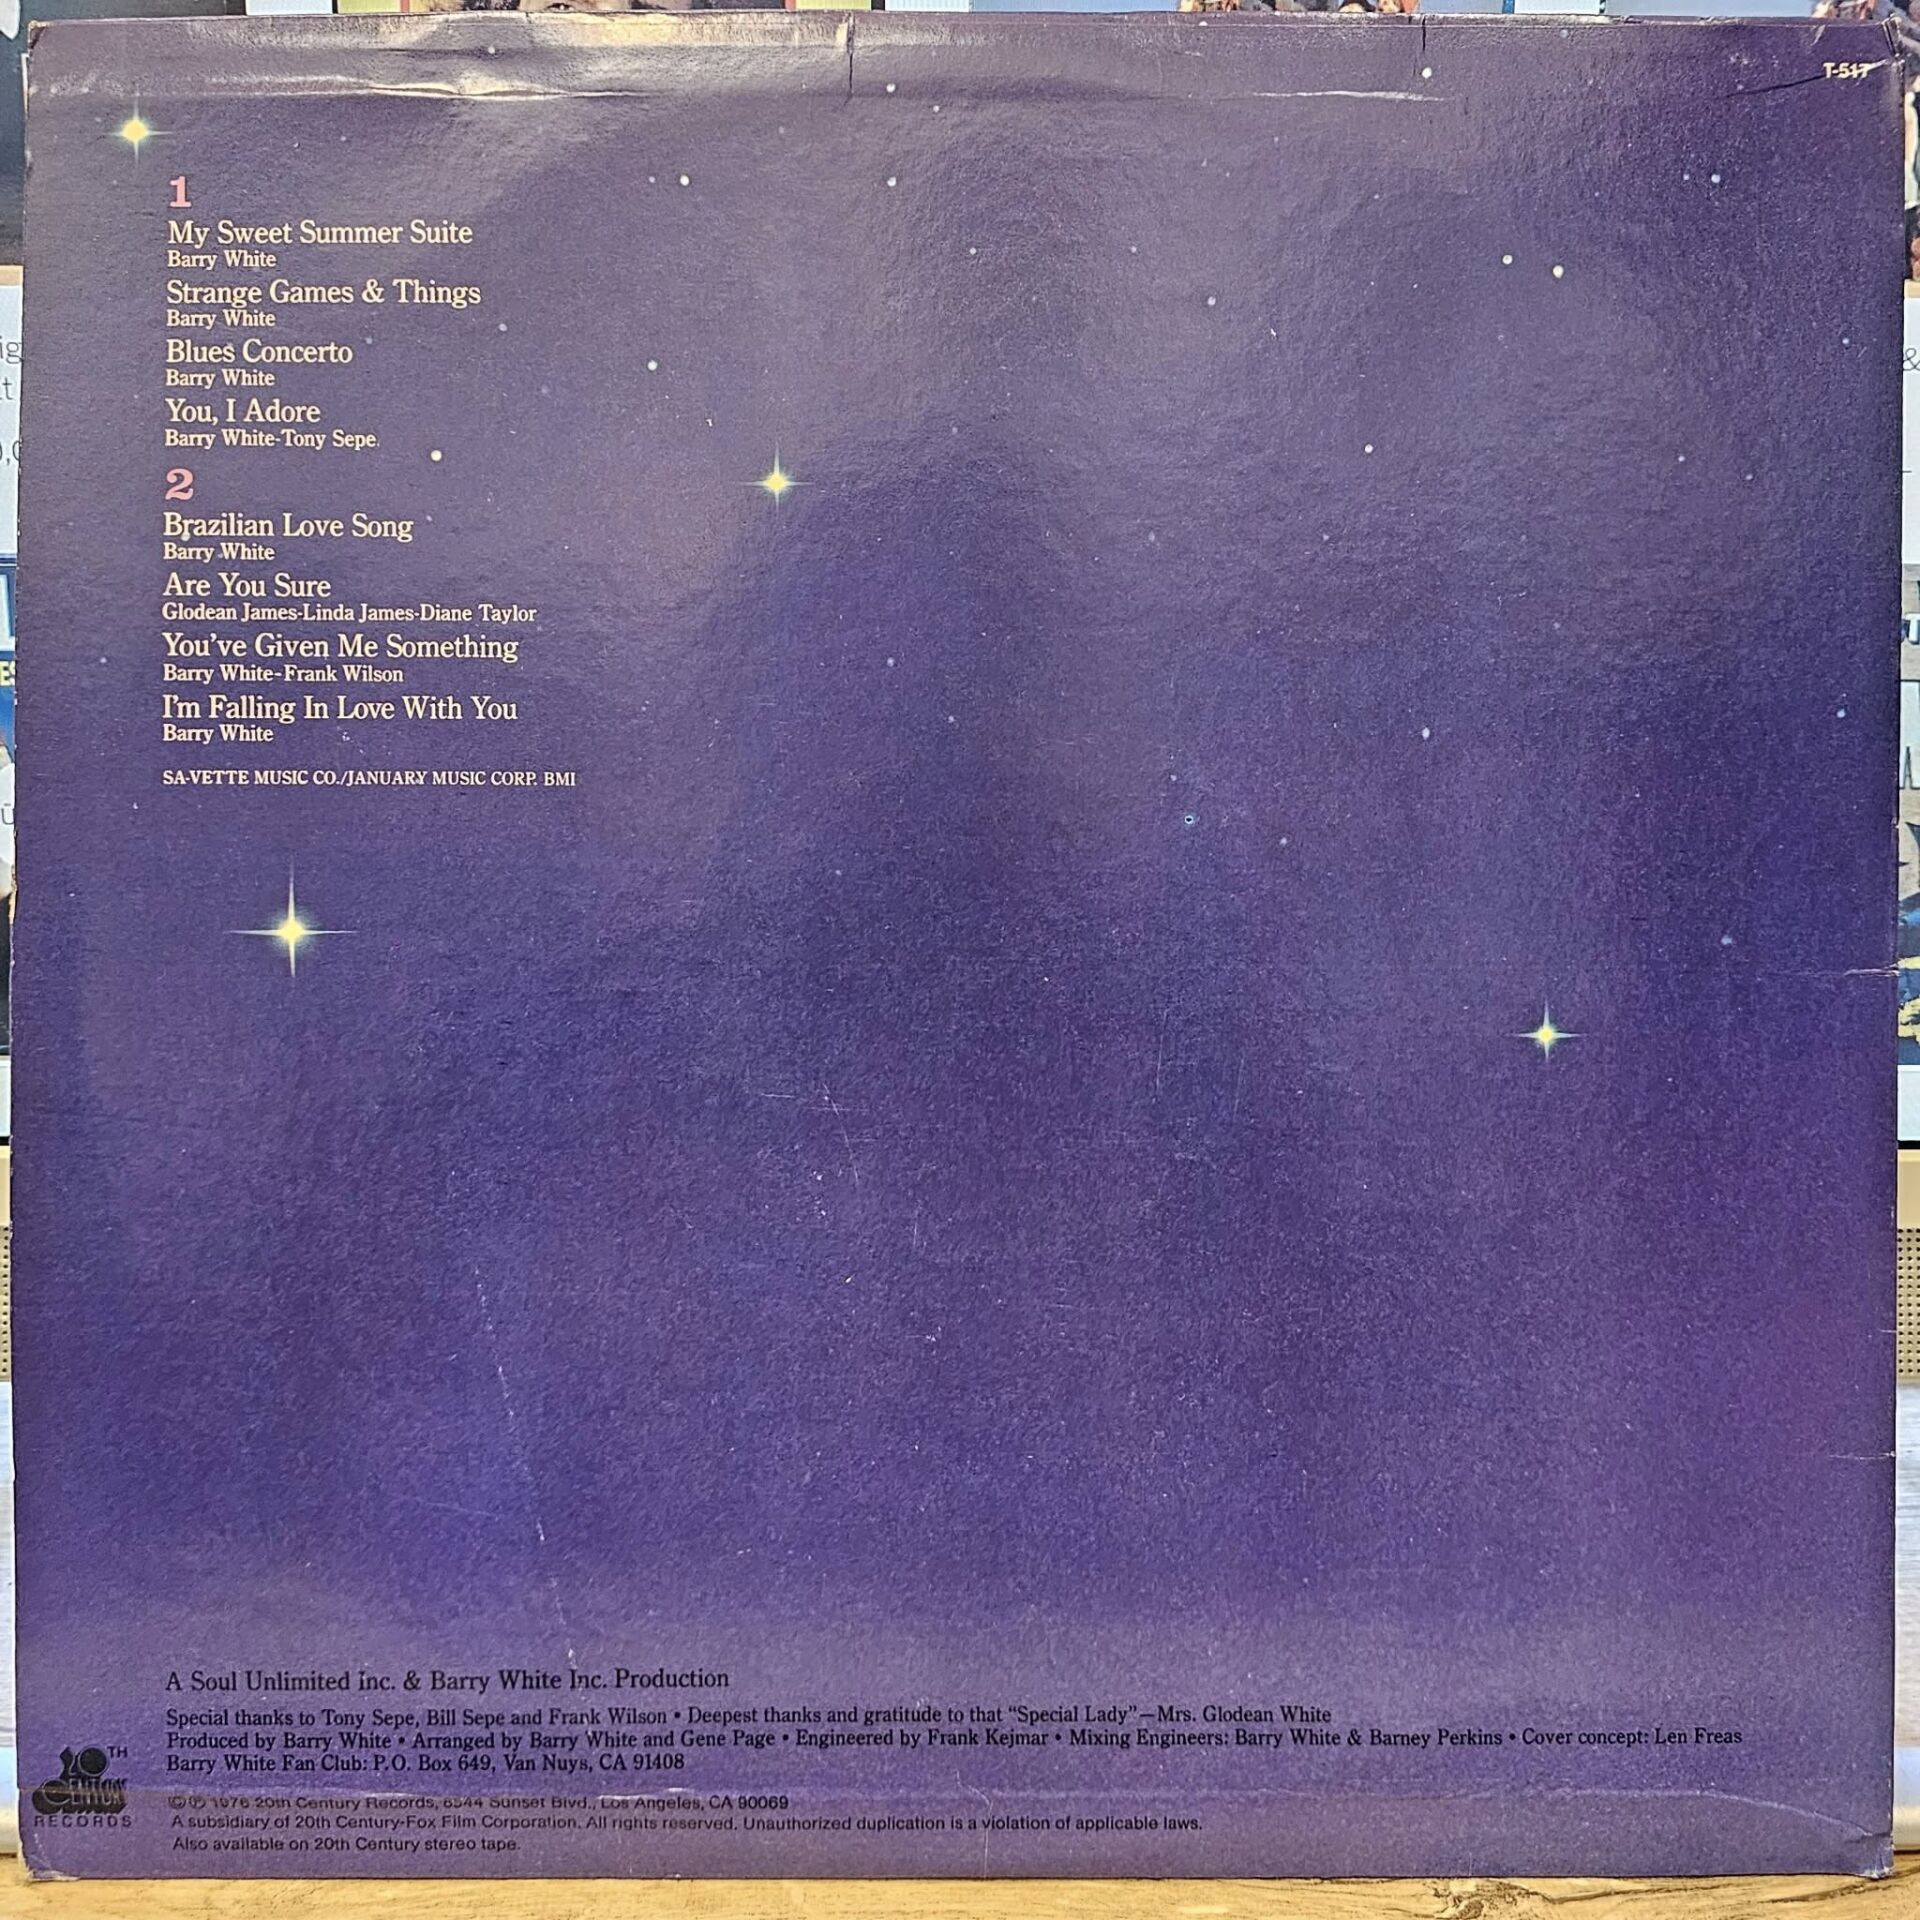 T-517
1
My Sweet Summer Suite
Barry White
Strange Games & Things
Barry White
Blues Concerto
Barry White
You, I Adore
Barry White-Tony Sepe
2
Brazilian Love Song
Barry White
Are You Sure
Glodean James-Linda James-Diane Taylor
You've Given Me Something
Barry White-Frank Wilson
I'm Falling In Love With You
Barry White
SA-VETTE MUSIC CO./JANUARY MUSIC CORP. BMI
A Soul Unlimited Inc. & Barry White Inc. Production
Special thanks to Tony Sepe, Bill Sepe and Frank Wilson • Deepest thanks and gratitude to that “Special Lady”—Mrs. Glodean White
Produced by Barry White • Arranged by Barry White and Gene Page • Engineered by Frank Kejmar • Mixing Engineers: Barry White & Barney Perkins • Cover concept: Len Freas
Barry White Fan Club: P.O. Box 649, Van Nuys, CA 91408
20TH
CENTURY
RECORDS
©℗ 1976 20th Century Records, 8544 Sunset Blvd., Los Angeles, CA 90069
A subsidiary of 20th Century-Fox Film Corporation. All rights reserved. Unauthorized duplication is a violation of applicable laws.
Also available on 20th Century stereo tape.